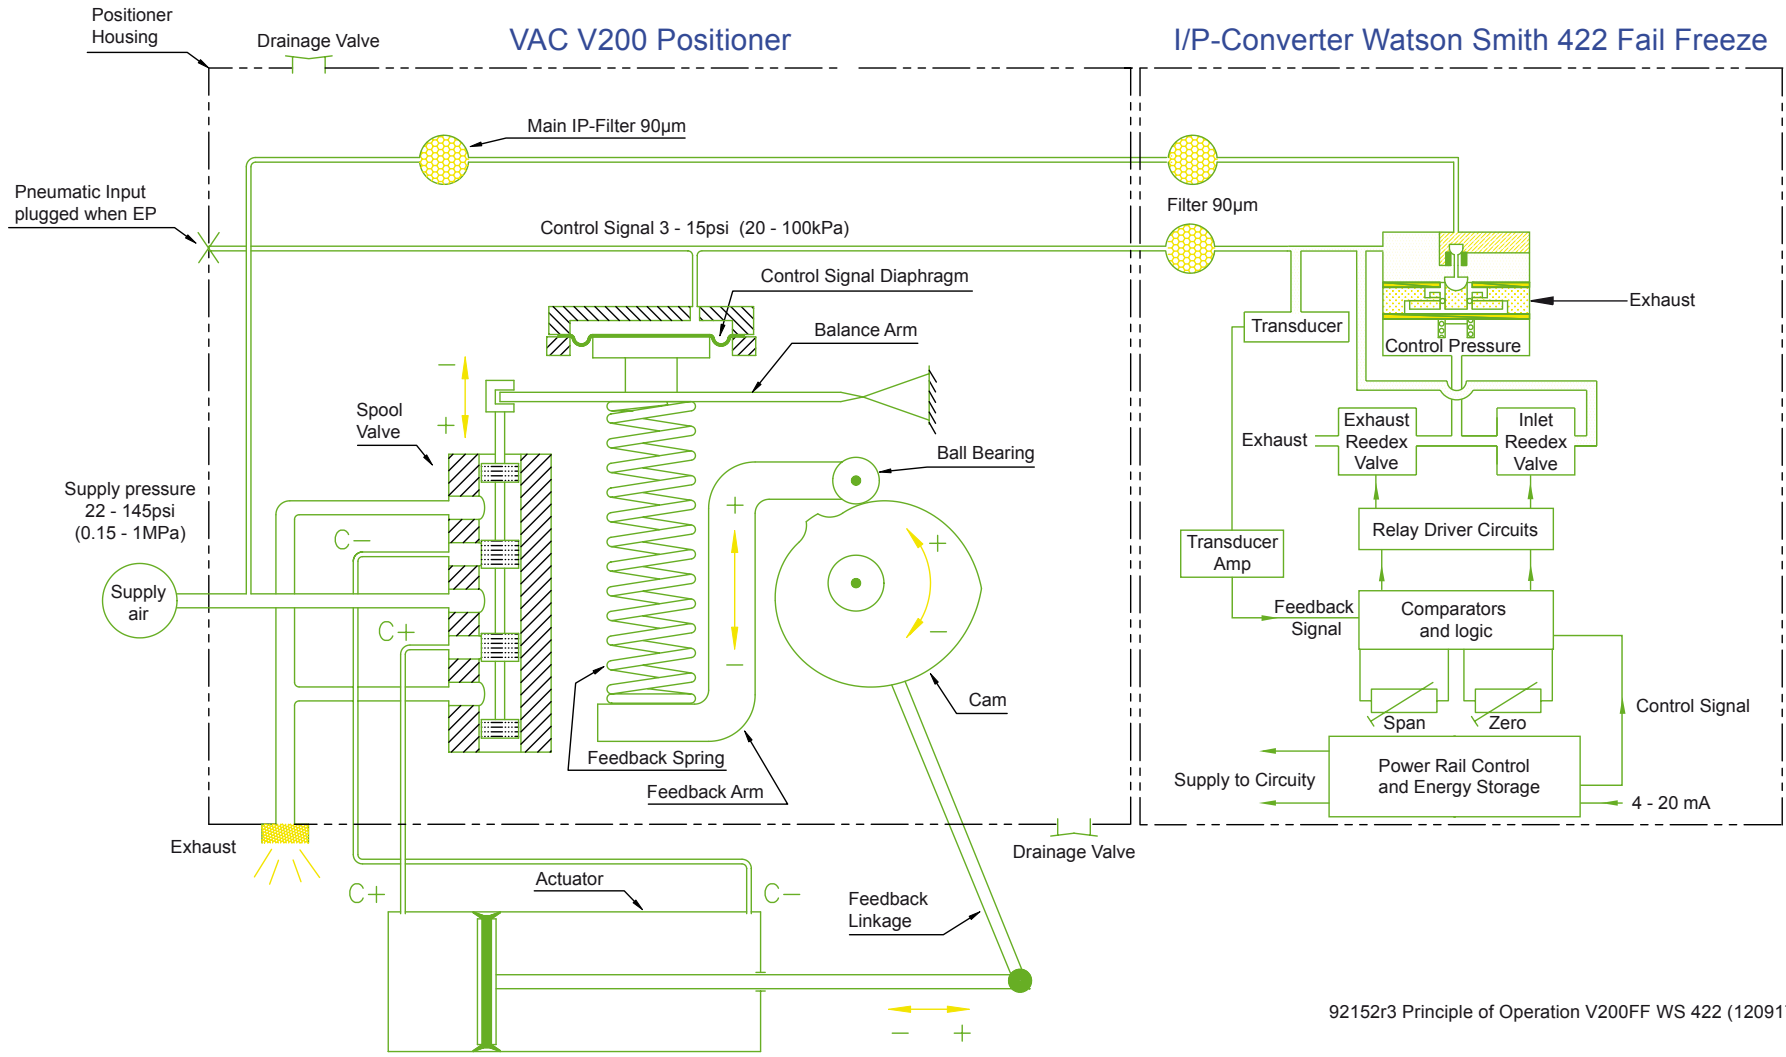 Positioner
Housing
Drainage Valve
VAC V200 Positioner
I/P-Converter Watson Smith 422 Fail Freeze
Main IP-Filter 90µm
Pneumatic Input
plugged when EP
Filter 90µm
Control Signal 3 - 15psi (20 - 100kPa)
Control Signal Diaphragm
Exhaust
Transducer
Balance Arm
Control Pressure
−
+
Spool
Valve
Exhaust
Exhaust
Reedex
Valve
Inlet
Reedex
Valve
Ball Bearing
Supply pressure
22 - 145psi
(0.15 - 1MPa)
C−
+
−
+
−
Relay Driver Circuits
Transducer
Amp
Supply
air
C+
Feedback
Signal
Comparators
and logic
Cam
Span
Zero
Control Signal
Feedback Spring
Feedback Arm
Supply to Circuity
Power Rail Control
and Energy Storage
4 - 20 mA
Exhaust
Drainage Valve
C+
Actuator
C−
Feedback
Linkage
−
+
92152r3 Principle of Operation V200FF WS 422 (12091